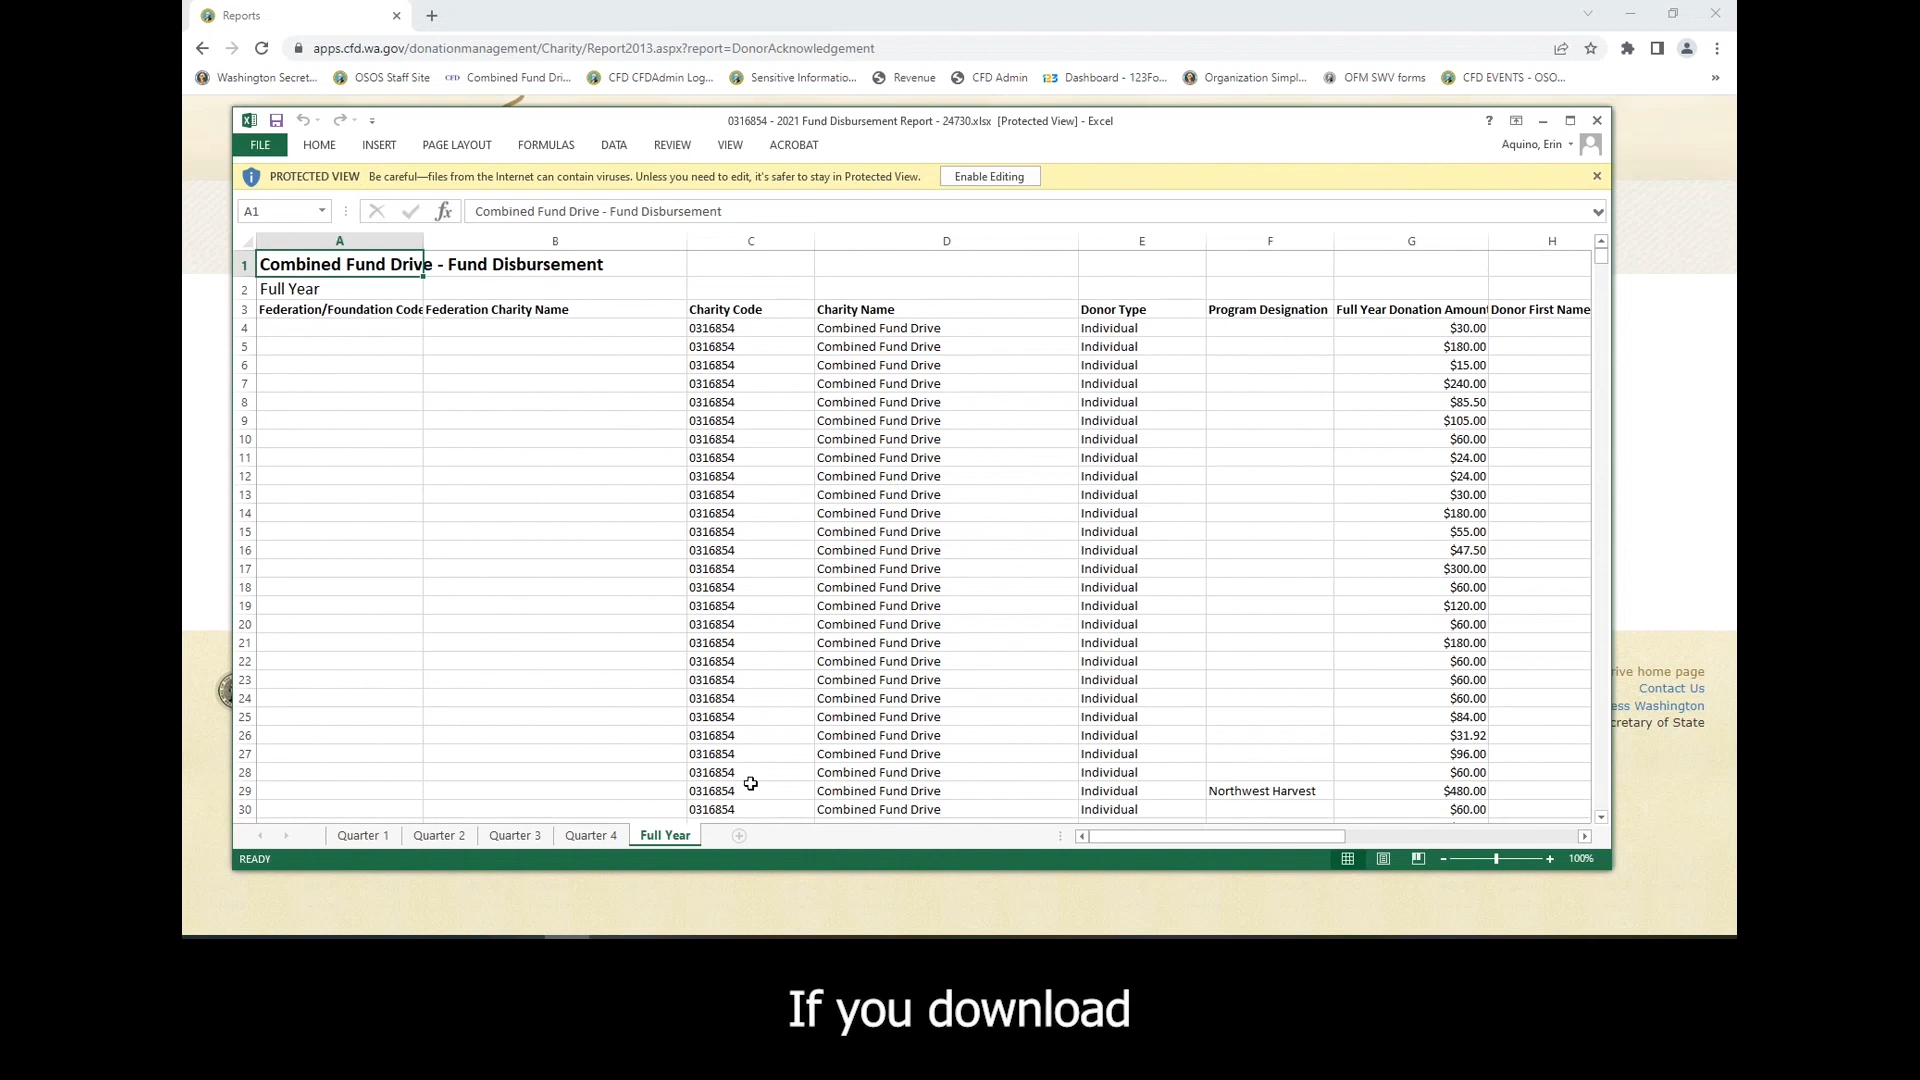 Reports
apps.cfd.wa.gov/donationmanagement/Charity/Report2013.aspx?report=DonorAcknowledgement
Washington Secret... OSOS Staff Site CFD Combined Fund Dri... CFD CFDAdmin Log... Sensitive Informatio... Revenue CFD Admin 123 Dashboard - 123Fo... Organization Simpl... OFM SWV forms CFD EVENTS - OSO... »
0316854 - 2021 Fund Disbursement Report - 24730.xlsx [Protected View] - Excel
FILE HOME INSERT PAGE LAYOUT FORMULAS DATA REVIEW VIEW ACROBAT Aquino, Erin
PROTECTED VIEW Be careful—files from the Internet can contain viruses. Unless you need to edit, it's safer to stay in Protected View. Enable Editing
A1 fx Combined Fund Drive - Fund Disbursement
A B C D E F G H
1 Combined Fund Drive - Fund Disbursement
2 Full Year
3 Federation/Foundation Code Federation Charity Name Charity Code Charity Name Donor Type Program Designation Full Year Donation Amount Donor First Name
4 0316854 Combined Fund Drive Individual $30.00
5 0316854 Combined Fund Drive Individual $180.00
6 0316854 Combined Fund Drive Individual $15.00
7 0316854 Combined Fund Drive Individual $240.00
8 0316854 Combined Fund Drive Individual $85.50
9 0316854 Combined Fund Drive Individual $105.00
10 0316854 Combined Fund Drive Individual $60.00
11 0316854 Combined Fund Drive Individual $24.00
12 0316854 Combined Fund Drive Individual $24.00
13 0316854 Combined Fund Drive Individual $30.00
14 0316854 Combined Fund Drive Individual $180.00
15 0316854 Combined Fund Drive Individual $55.00
16 0316854 Combined Fund Drive Individual $47.50
17 0316854 Combined Fund Drive Individual $300.00
18 0316854 Combined Fund Drive Individual $60.00
19 0316854 Combined Fund Drive Individual $120.00
20 0316854 Combined Fund Drive Individual $60.00
21 0316854 Combined Fund Drive Individual $180.00
22 0316854 Combined Fund Drive Individual $60.00
23 0316854 Combined Fund Drive Individual $60.00
24 0316854 Combined Fund Drive Individual $60.00
25 0316854 Combined Fund Drive Individual $84.00
26 0316854 Combined Fund Drive Individual $31.92
27 0316854 Combined Fund Drive Individual $96.00
28 0316854 Combined Fund Drive Individual $60.00
29 0316854 Combined Fund Drive Individual Northwest Harvest $480.00
30 0316854 Combined Fund Drive Individual $60.00
rive home page
Contact Us
ess Washington
cretary of State
Quarter 1 Quarter 2 Quarter 3 Quarter 4 Full Year
READY 100%
If you download